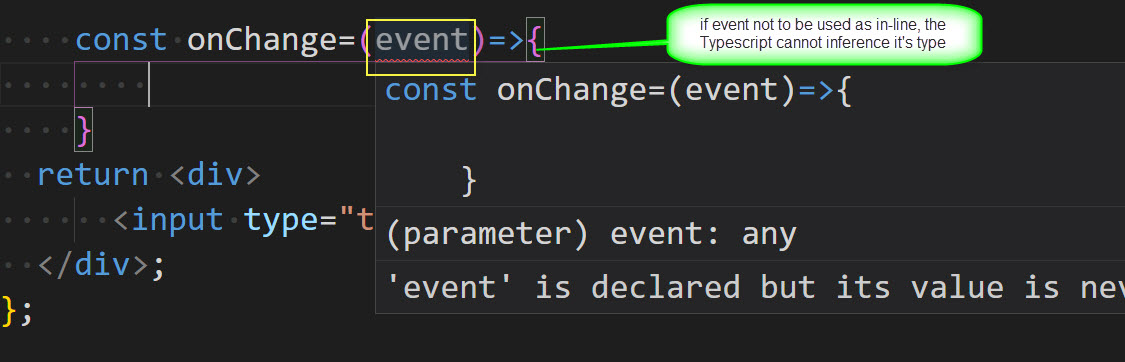 const onChange=(event)=>{
if event not to be used as in-line, the
Typescript cannot inference it's type
const onChange=(event)=>{
}
}
return <div>
(parameter) event: any
<input type="t
</div>;
'event' is declared but its value is nev
};